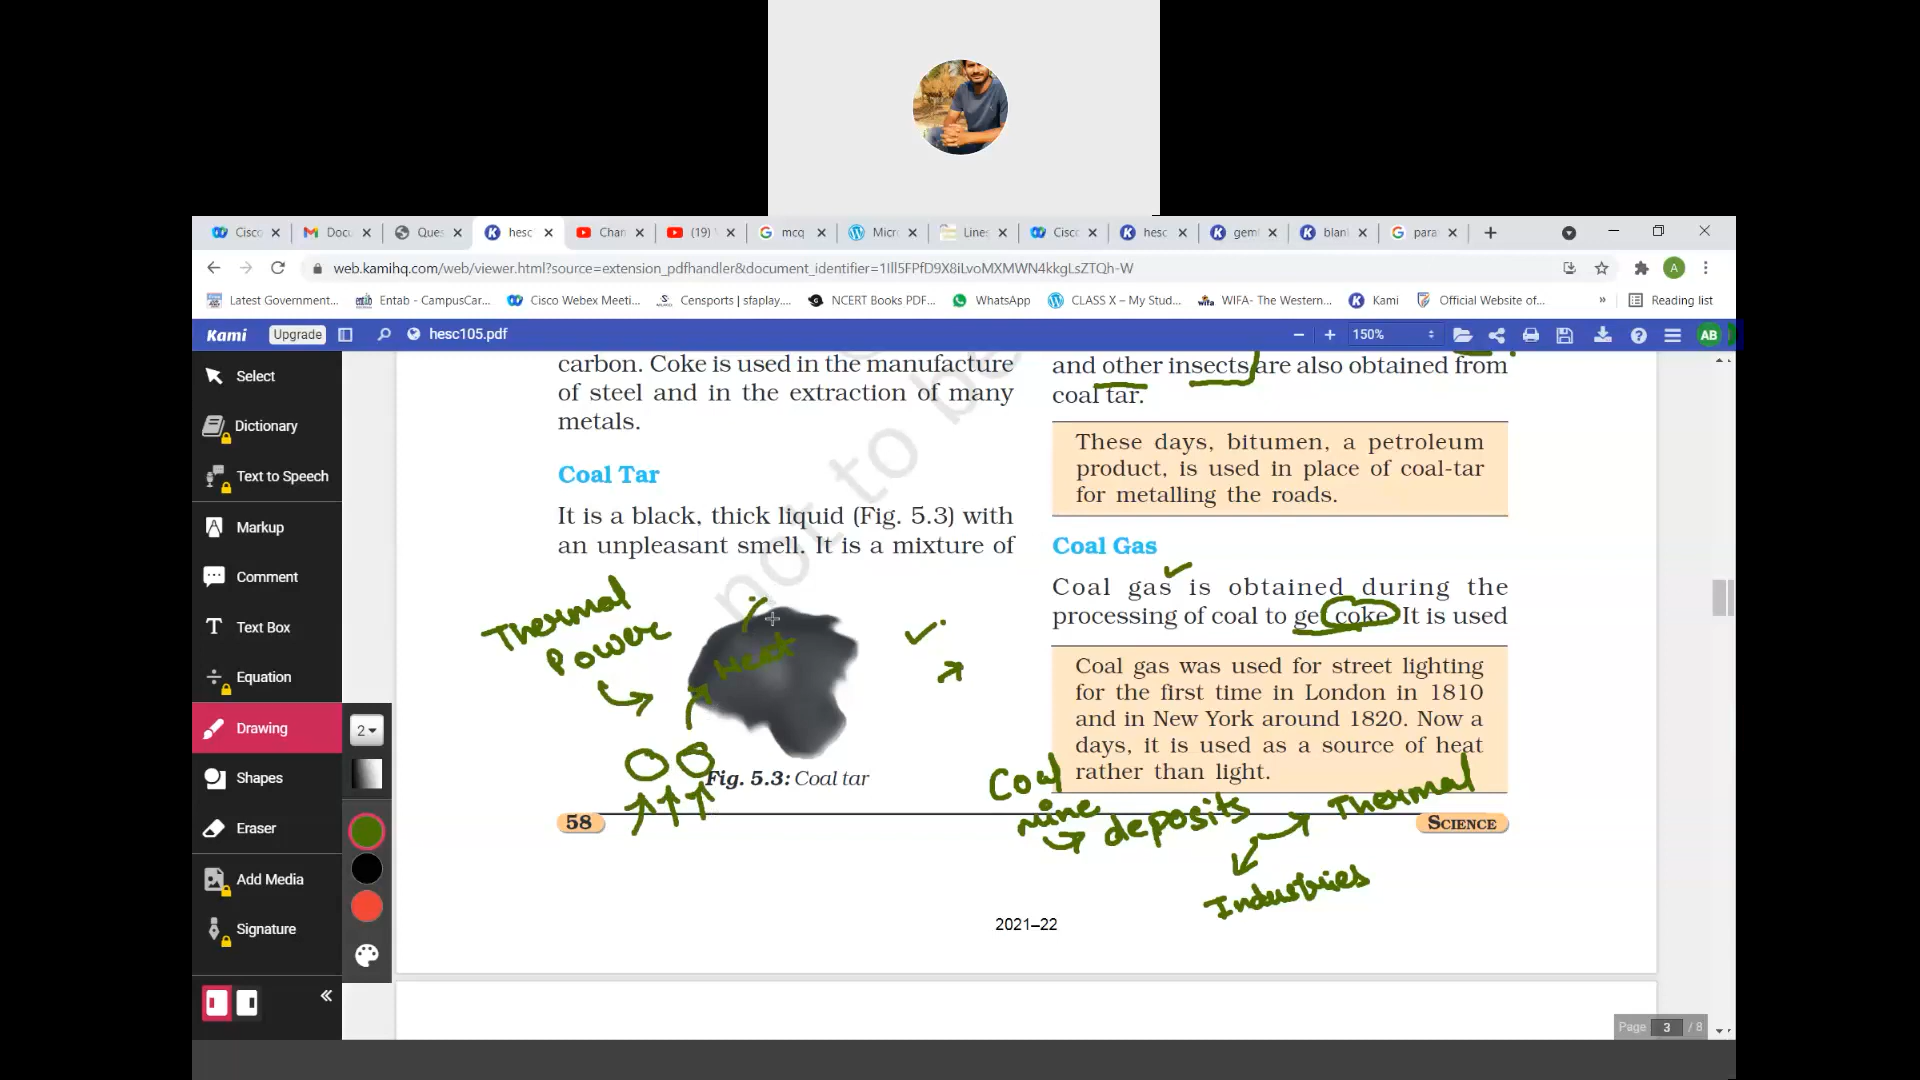 Cisco
Docu
Ques
hesc
Chan
(19)
mcq
Micr
Line
Cisco
hesc
gem
blan
para
web.kamihq.com/web/viewer.html?source=extension_pdfhandler&document_identifier=1Ill5FPfD9X8iLvoMXMWN4kkgLsZTQh-W
A
Latest Government...
Entab - CampusCar...
Cisco Webex Meeti...
Censports | sfaplay....
NCERT Books PDF...
WhatsApp
CLASS X – My Stud...
WIFA- The Western...
Kami
Official Website of...
»
Reading list
Kami
Upgrade
hesc105.pdf
150%
AB
Select
Dictionary
Text to Speech
Markup
Comment
Text Box
Equation
Drawing
Shapes
Eraser
Add Media
Signature
2
carbon. Coke is used in the manufacture
of steel and in the extraction of many
metals.
Coal Tar
It is a black, thick liquid (Fig. 5.3) with
an unpleasant smell. It is a mixture of
not to be
Thermal
Power
Heat
Fig. 5.3: Coal tar
58
and other insects are also obtained from
coal tar.
These days, bitumen, a petroleum
product, is used in place of coal-tar
for metalling the roads.
Coal Gas
Coal gas is obtained during the
processing of coal to get coke. It is used
Coal gas was used for street lighting
for the first time in London in 1810
and in New York around 1820. Now a
days, it is used as a source of heat
rather than light.
Coal
mine
deposits
Thermal
Industries
SCIENCE
2021–22
Page 3 / 8